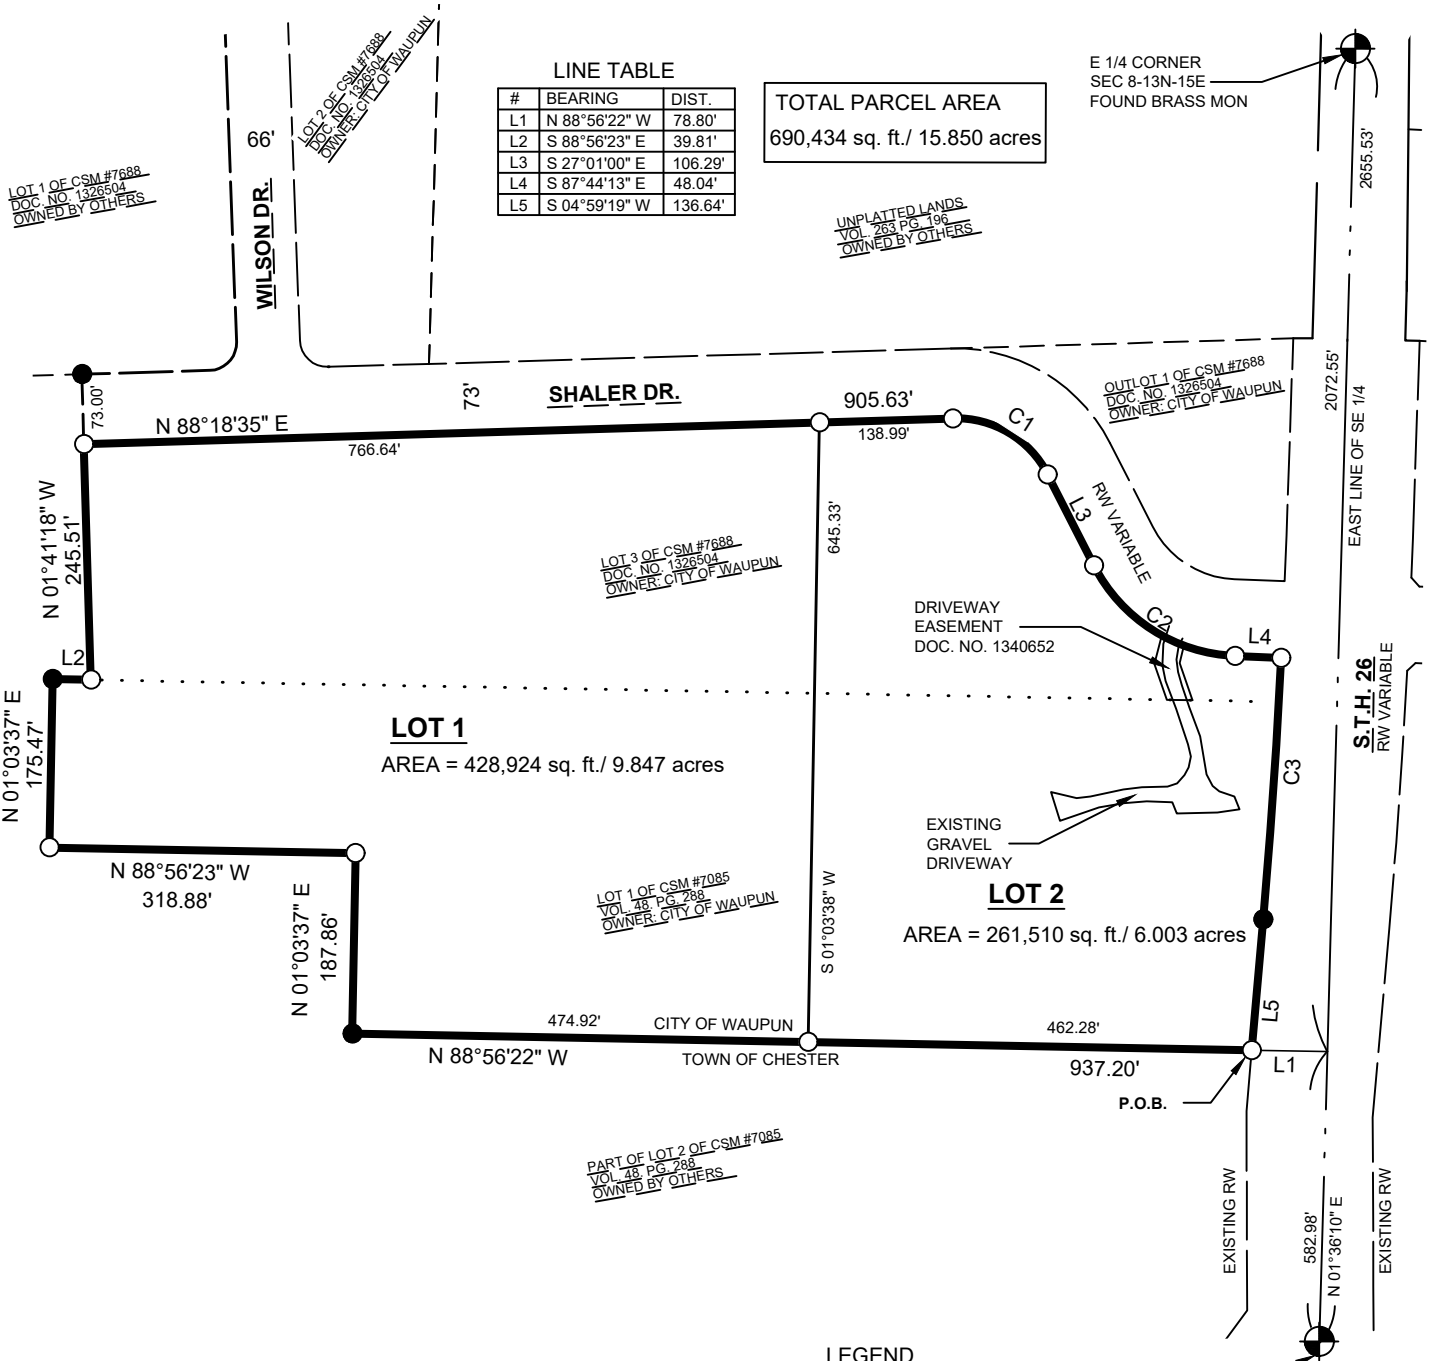 LINE TABLE
# BEARING DIST.
L1 N 88°56'22" W 78.80'
L2 S 88°56'23" E 39.81'
L3 S 27°01'00" E 106.29'
L4 S 87°44'13" E 48.04'
L5 S 04°59'19" W 136.64'
TOTAL PARCEL AREA
690,434 sq. ft./ 15.850 acres
E 1/4 CORNER
SEC 8-13N-15E
FOUND BRASS MON
LOT 2 OF CSM #7688
DOC. NO. 1326504
OWNER: CITY OF WAUPUN
66'
WILSON DR.
LOT 1 OF CSM #7688
DOC. NO. 1326504
OWNED BY OTHERS
UNPLATTED LANDS
VOL. 263 PG. 196
OWNED BY OTHERS
2655.53'
2072.55'
EAST LINE OF SE 1/4
OUTLOT 1 OF CSM #7688
DOC. NO. 1326504
OWNER: CITY OF WAUPUN
73.00'
73'
SHALER DR.
N 88°18'35" E
905.63'
766.64'
138.99'
C1
L3
RW VARIABLE
C2
L4
N 01°41'18" W
245.51'
645.33'
LOT 3 OF CSM #7688
DOC. NO. 1326504
OWNER: CITY OF WAUPUN
DRIVEWAY
EASEMENT
DOC. NO. 1340652
L2
N 01°03'37" E
175.47'
LOT 1
AREA = 428,924 sq. ft./ 9.847 acres
S.T.H. 26
RW VARIABLE
C3
EXISTING
GRAVEL
DRIVEWAY
N 88°56'23" W
318.88'
N 01°03'37" E
187.86'
LOT 1 OF CSM #7085
VOL. 48, PG. 288
OWNER: CITY OF WAUPUN
S 01°03'38" W
LOT 2
AREA = 261,510 sq. ft./ 6.003 acres
L5
474.92'
CITY OF WAUPUN
462.28'
N 88°56'22" W
TOWN OF CHESTER
937.20'
L1
P.O.B.
PART OF LOT 2 OF CSM #7085
VOL. 48, PG. 288
OWNED BY OTHERS
EXISTING RW
582.98'
N 01°36'10" E
EXISTING RW
LEGEND